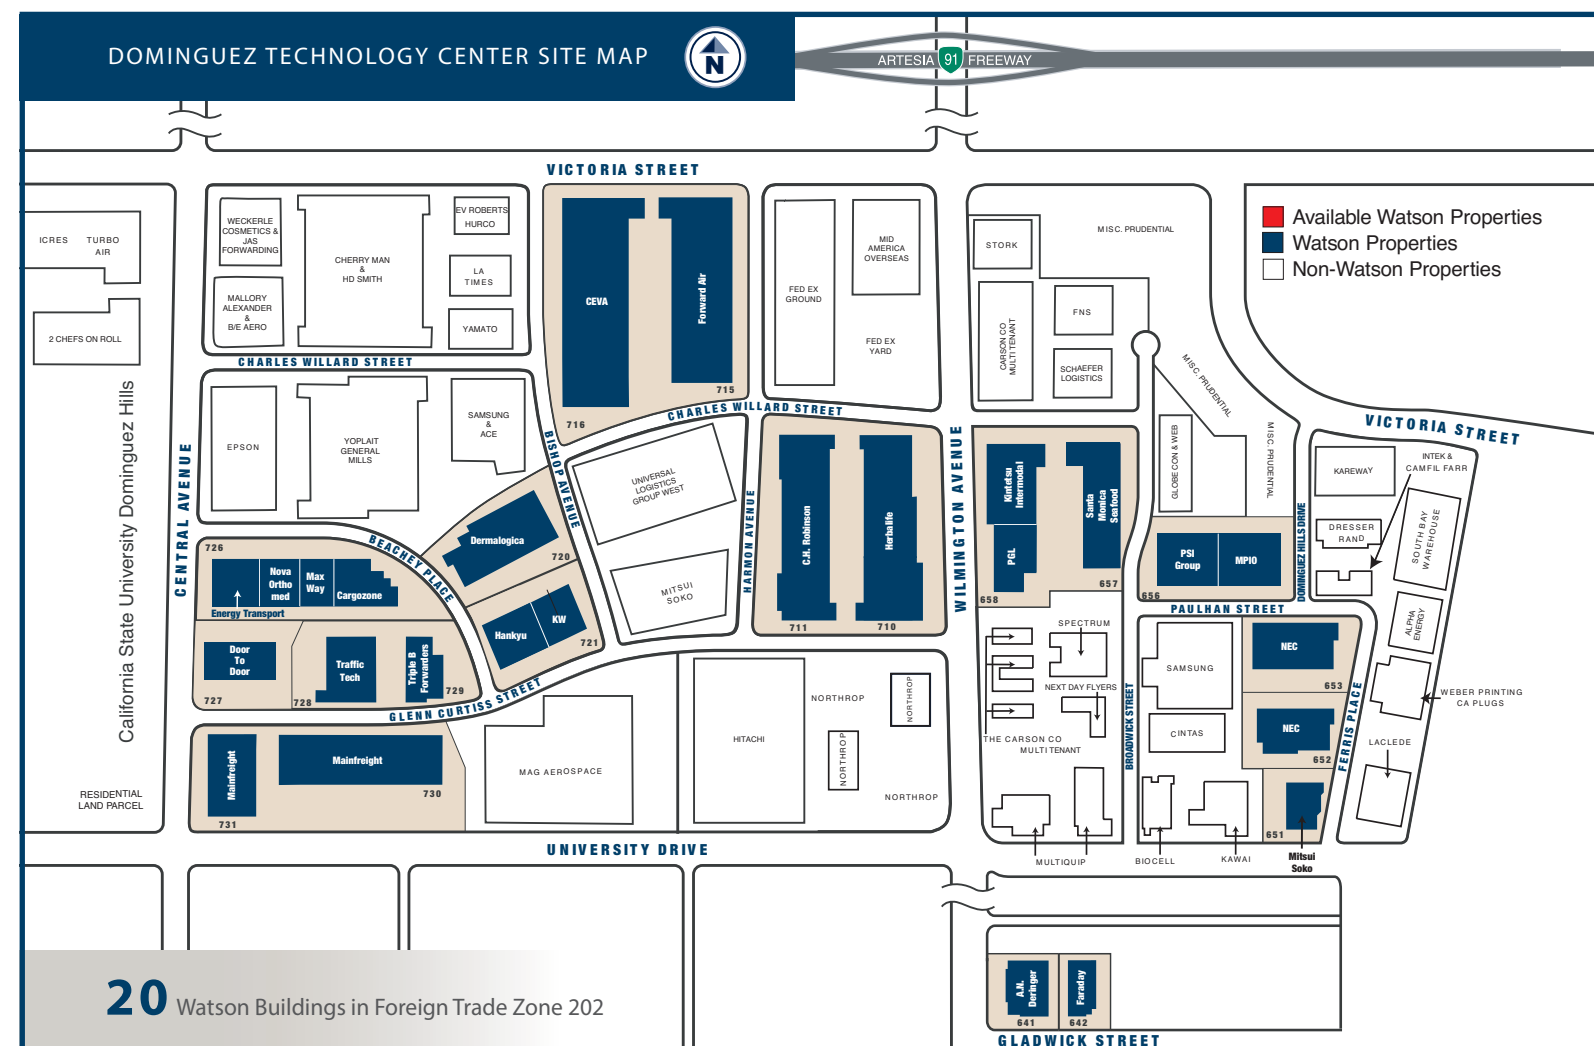 DOMINGUEZ TECHNOLOGY CENTER SITE MAP
N
ARTESIA 91 FREEWAY
VICTORIA STREET
Available Watson Properties
Watson Properties
Non-Watson Properties
ICRES
TURBO
AIR
2 CHEFS ON ROLL
California State University Dominguez Hills
RESIDENTIAL
LAND PARCEL
CENTRAL AVENUE
WECKERLE
COSMETICS &
JAS
FORWARDING
MALLORY
ALEXANDER
&
B/E AERO
CHERRY MAN
&
HD SMITH
EV ROBERTS
HURCO
LA
TIMES
YAMATO
CHARLES WILLARD STREET
CEVA
716
Forward Air
715
FED EX
GROUND
MID
AMERICA
OVERSEAS
FED EX
YARD
CHARLES WILLARD STREET
STORK
MISC. PRUDENTIAL
CARSON CO
MULTI TENANT
FNS
SCHAEFER
LOGISTICS
MISC. PRUDENTIAL
MISC. PRUDENTIAL
GLOBE CON & WEB
EPSON
YOPLAIT
GENERAL
MILLS
SAMSUNG
&
ACE
BISHOP AVENUE
UNIVERSAL
LOGISTICS
GROUP WEST
MITSUI
SOKO
HARMON AVENUE
C.H. Robinson
711
Herbalife
710
WILMINGTON AVENUE
Kintetsu
Intermodal
PGL
658
Santa
Monica
Seafood
657
PSI
Group
MPIO
656
DOMINGUEZ HILLS DRIVE
VICTORIA STREET
KAREWAY
INTEK &
CAMFIL FARR
DRESSER
RAND
SOUTH BAY
WAREHOUSE
ALPHA
ENERGY
WEBER PRINTING
CA PLUGS
LACLEDE
FERRIS PLACE
PAULHAN STREET
BEACHEY PLACE
Dermalogica
720
Hankyu
KW
721
726
Nova
Ortho
med
Max
Way
Cargozone
Energy Transport
Door
To
Door
727
Traffic
Tech
728
Triple B
Forwarders
729
GLENN CURTISS STREET
Mainfreight
731
Mainfreight
730
MAG AEROSPACE
HITACHI
NORTHROP
NORTHROP
NORTHROP
NORTHROP
SPECTRUM
NEXT DAY FLYERS
THE CARSON CO
MULTI TENANT
MULTIQUIP
BROADWICK STREET
SAMSUNG
CINTAS
BIOCELL
KAWAI
NEC
653
NEC
652
651
Mitsui
Soko
UNIVERSITY DRIVE
A.N.
Deringer
641
Faraday
642
GLADWICK STREET
20 Watson Buildings in Foreign Trade Zone 202